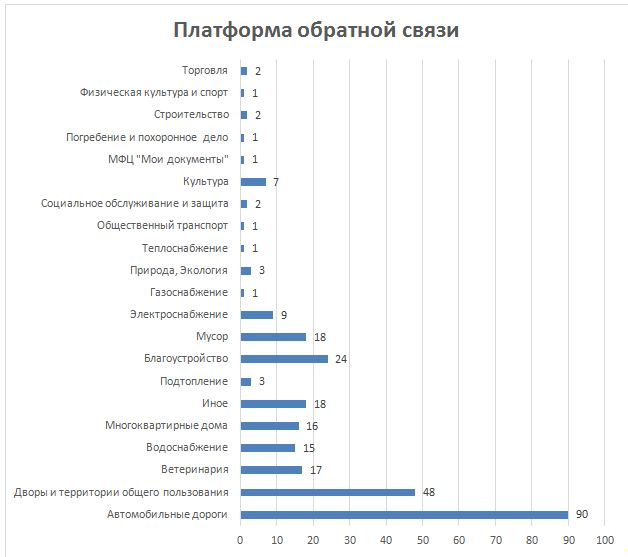 Платформа обратной связи
Торговля 2
Физическая культура и спорт 1
Строительство 2
Погребение и похоронное дело 1
МФЦ "Мои документы" 1
Культура 7
Социальное обслуживание и защита 2
Общественный транспорт 1
Теплоснабжение 1
Природа, Экология 3
Газоснабжение 1
Электроснабжение 9
Мусор 18
Благоустройство 24
Подтопление 3
Иное 18
Многоквартирные дома 16
Водоснабжение 15
Ветеринария 17
Дворы и территории общего пользования 48
Автомобильные дороги 90
0 10 20 30 40 50 60 70 80 90 100